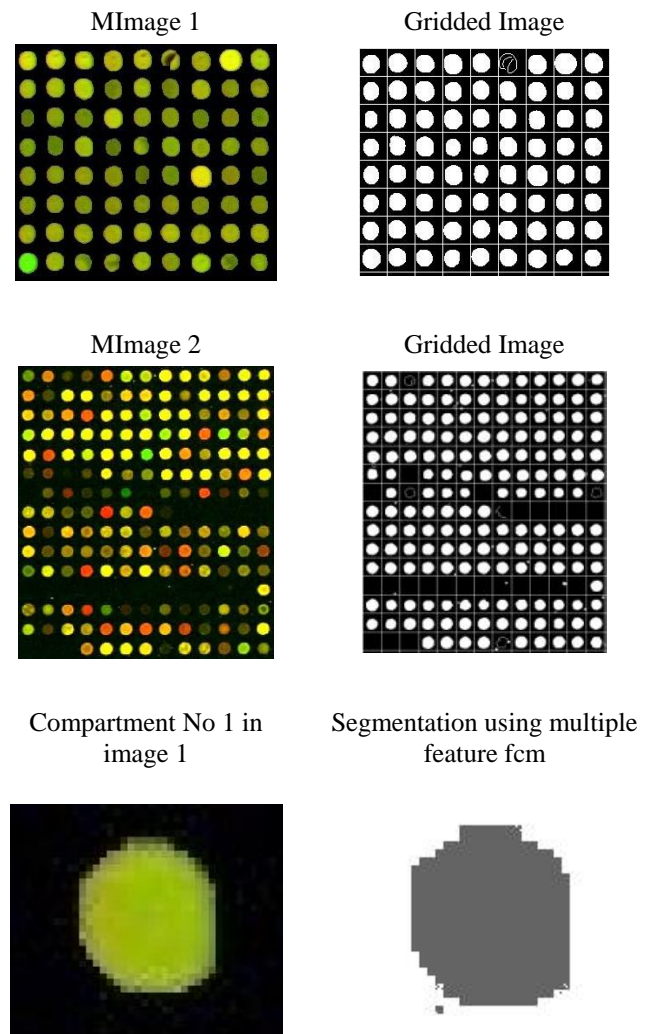 MImage 1
Gridded Image
MImage 2
Gridded Image
Compartment No 1 in
image 1
Segmentation using multiple
feature fcm